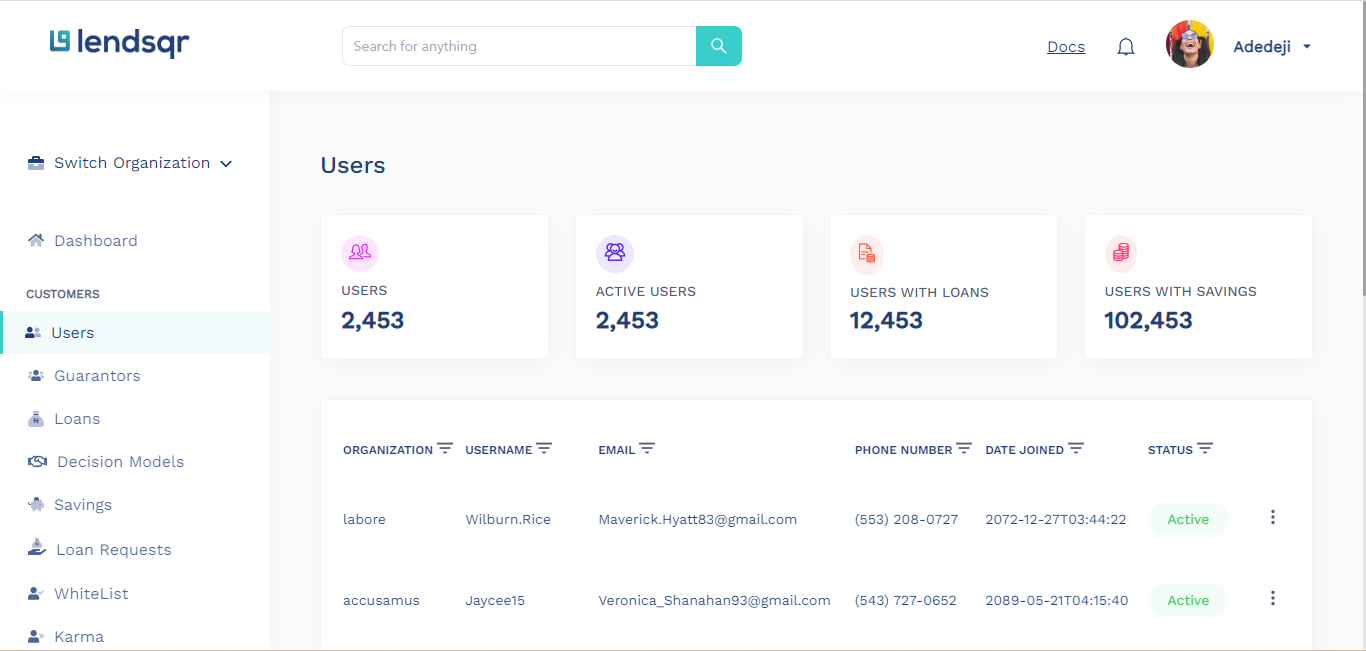 lendsqr
Search for anything
Docs
Adedeji
Switch Organization
Dashboard
CUSTOMERS
Users
Guarantors
Loans
Decision Models
Savings
Loan Requests
WhiteList
Karma
Users
USERS
2,453
ACTIVE USERS
2,453
USERS WITH LOANS
12,453
USERS WITH SAVINGS
102,453
ORGANIZATION USERNAME EMAIL PHONE NUMBER DATE JOINED STATUS
labore Wilburn.Rice Maverick.Hyatt83@gmail.com (553) 208-0727 2072-12-27T03:44:22 Active
accusamus Jaycee15 Veronica_Shanahan93@gmail.com (543) 727-0652 2089-05-21T04:15:40 Active